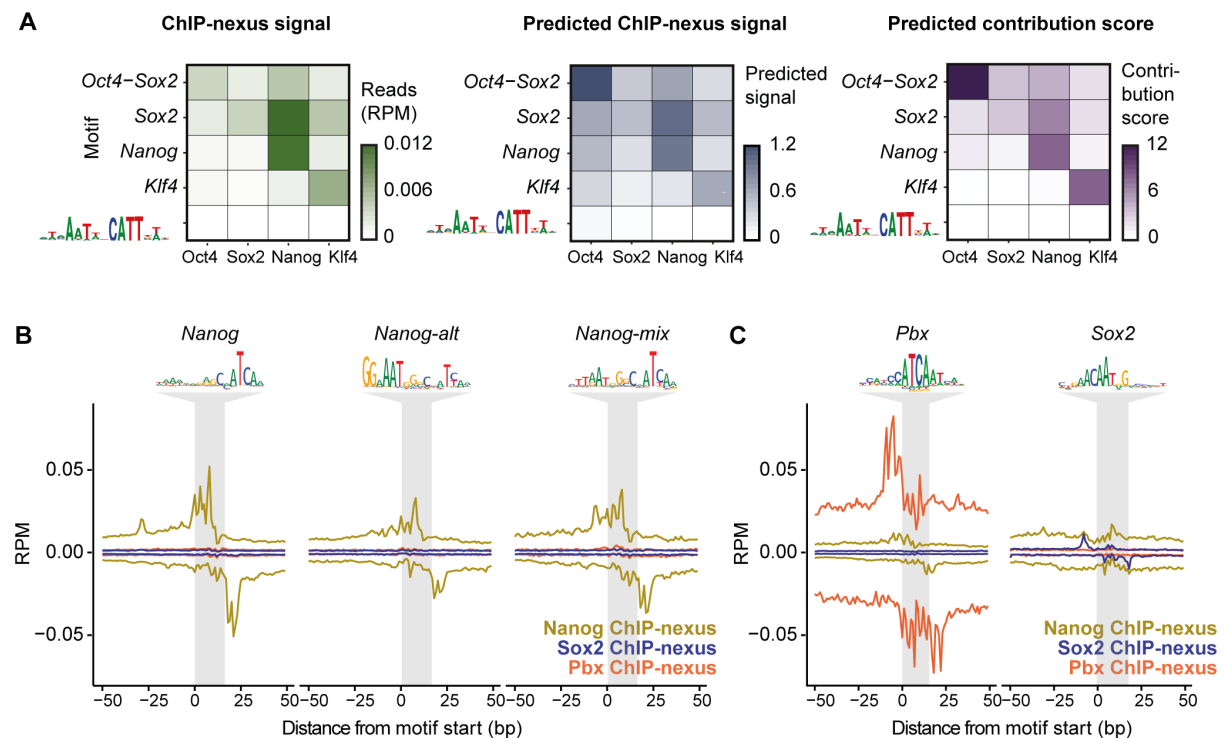 A
ChIP-nexus signal
Predicted ChIP-nexus signal
Predicted contribution score
Motif
Oct4−Sox2
Sox2
Nanog
Klf4
Oct4 Sox2 Nanog Klf4
Reads
(RPM)
0.012
0.006
0
Oct4−Sox2
Sox2
Nanog
Klf4
Oct4 Sox2 Nanog Klf4
Predicted
signal
1.2
0.6
0
Oct4−Sox2
Sox2
Nanog
Klf4
Oct4 Sox2 Nanog Klf4
Contri-
bution
score
12
6
0
AAT CATT
AAT CATT
AAT CATT
B
Nanog
Nanog-alt
Nanog-mix
RPM
0.05
0.00
−0.05
Nanog ChIP-nexus
Sox2 ChIP-nexus
Pbx ChIP-nexus
−50 −25 0 25 50
−50 −25 0 25 50
−50 −25 0 25 50
Distance from motif start (bp)
C
Pbx
Sox2
RPM
0.05
0.00
−0.05
Nanog ChIP-nexus
Sox2 ChIP-nexus
Pbx ChIP-nexus
−50 −25 0 25 50
−50 −25 0 25 50
Distance from motif start (bp)